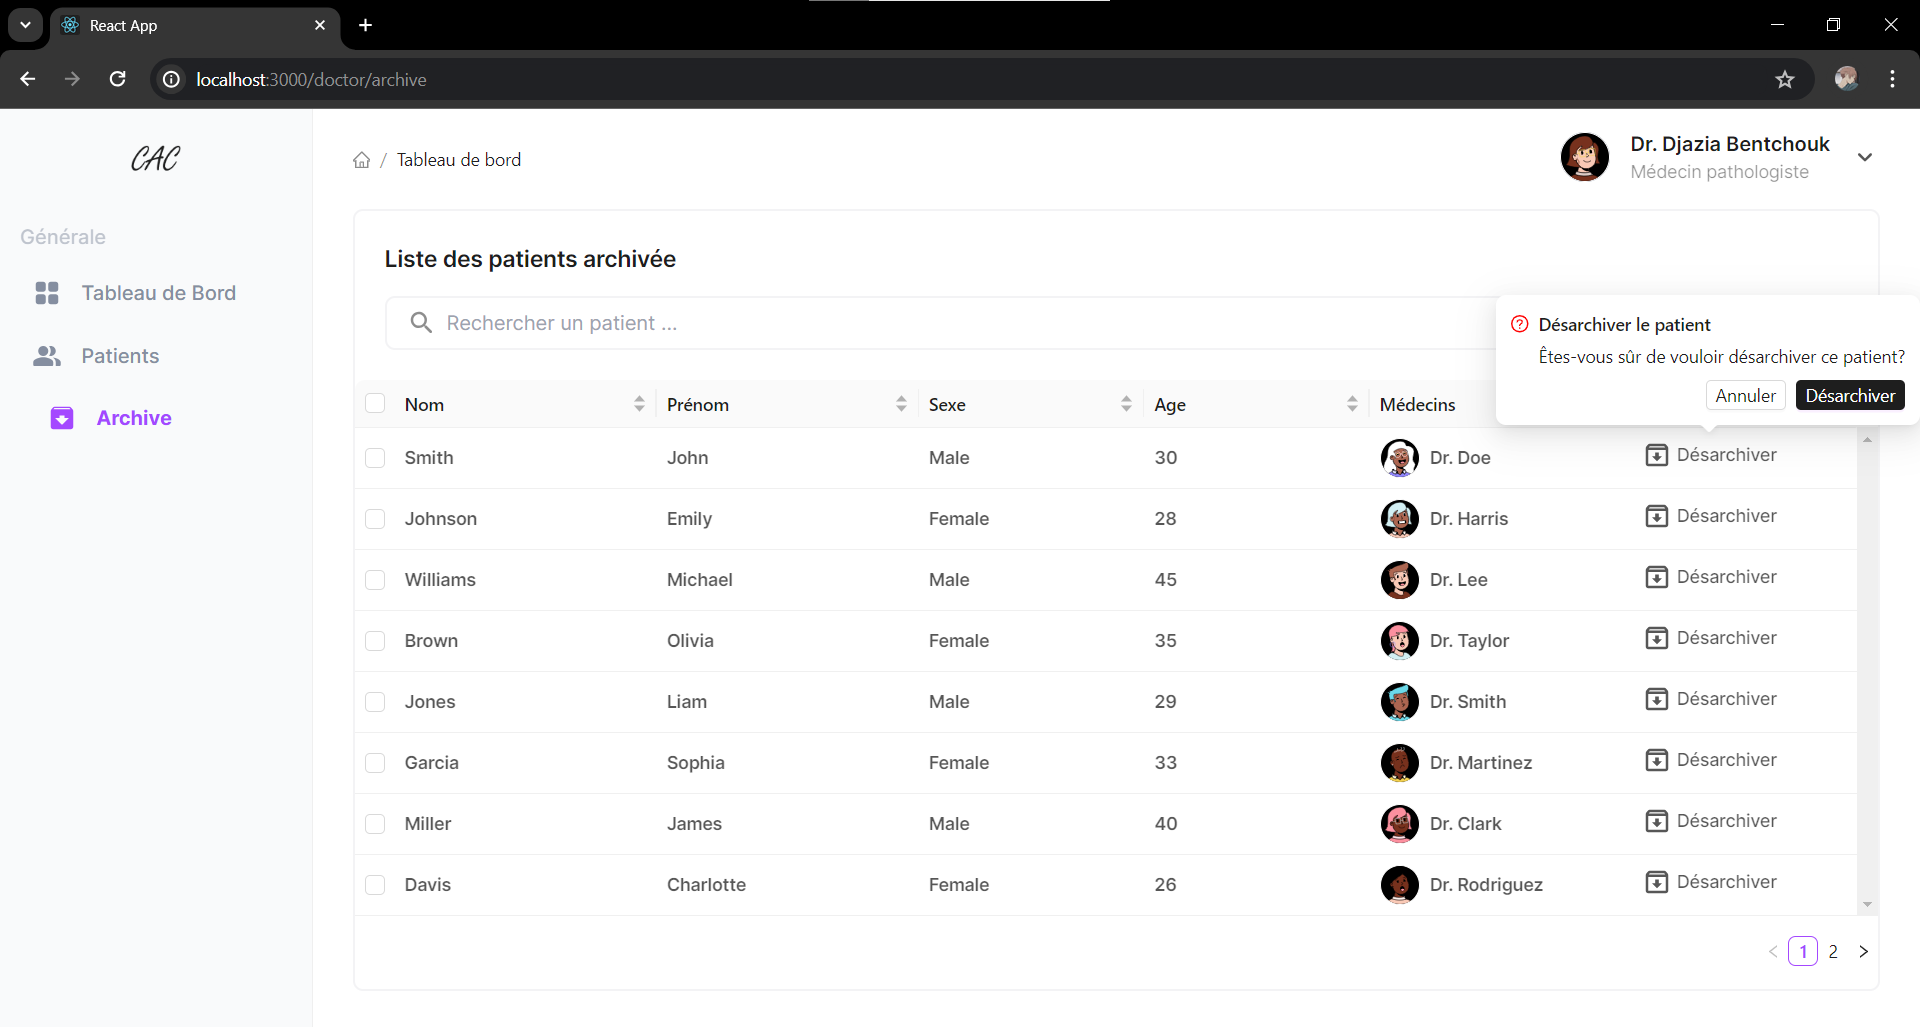 React App
localhost:3000/doctor/archive
CAC
/ Tableau de bord
Dr. Djazia Bentchouk
Médecin pathologiste
Générale
Tableau de Bord
Patients
Archive
Liste des patients archivée
Rechercher un patient ...
Désarchiver le patient
Êtes-vous sûr de vouloir désarchiver ce patient?
Annuler Désarchiver
Nom Prénom Sexe Age Médecins
Smith John Male 30 Dr. Doe Désarchiver
Johnson Emily Female 28 Dr. Harris Désarchiver
Williams Michael Male 45 Dr. Lee Désarchiver
Brown Olivia Female 35 Dr. Taylor Désarchiver
Jones Liam Male 29 Dr. Smith Désarchiver
Garcia Sophia Female 33 Dr. Martinez Désarchiver
Miller James Male 40 Dr. Clark Désarchiver
Davis Charlotte Female 26 Dr. Rodriguez Désarchiver
< 1 2 >